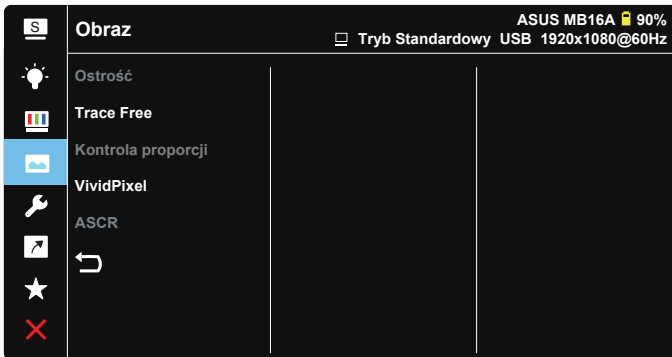 S
Obraz
ASUS MB16A 90%
Tryb Standardowy USB 1920x1080@60Hz
Ostrość
Trace Free
Kontrola proporcji
VividPixel
ASCR